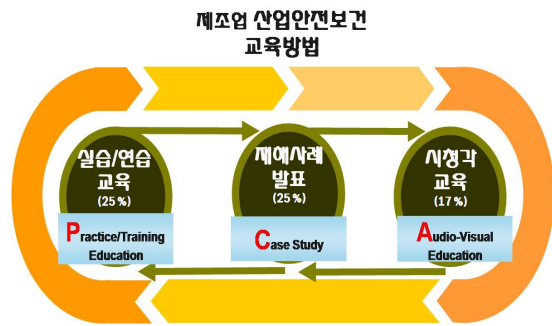 제조업 산업안전보건
교육방법
실습/연습
교육
(25%)
Practice/Training
Education
재해사례
발표
(25%)
Case Study
시청각
교육
(17%)
Audio-Visual
Education